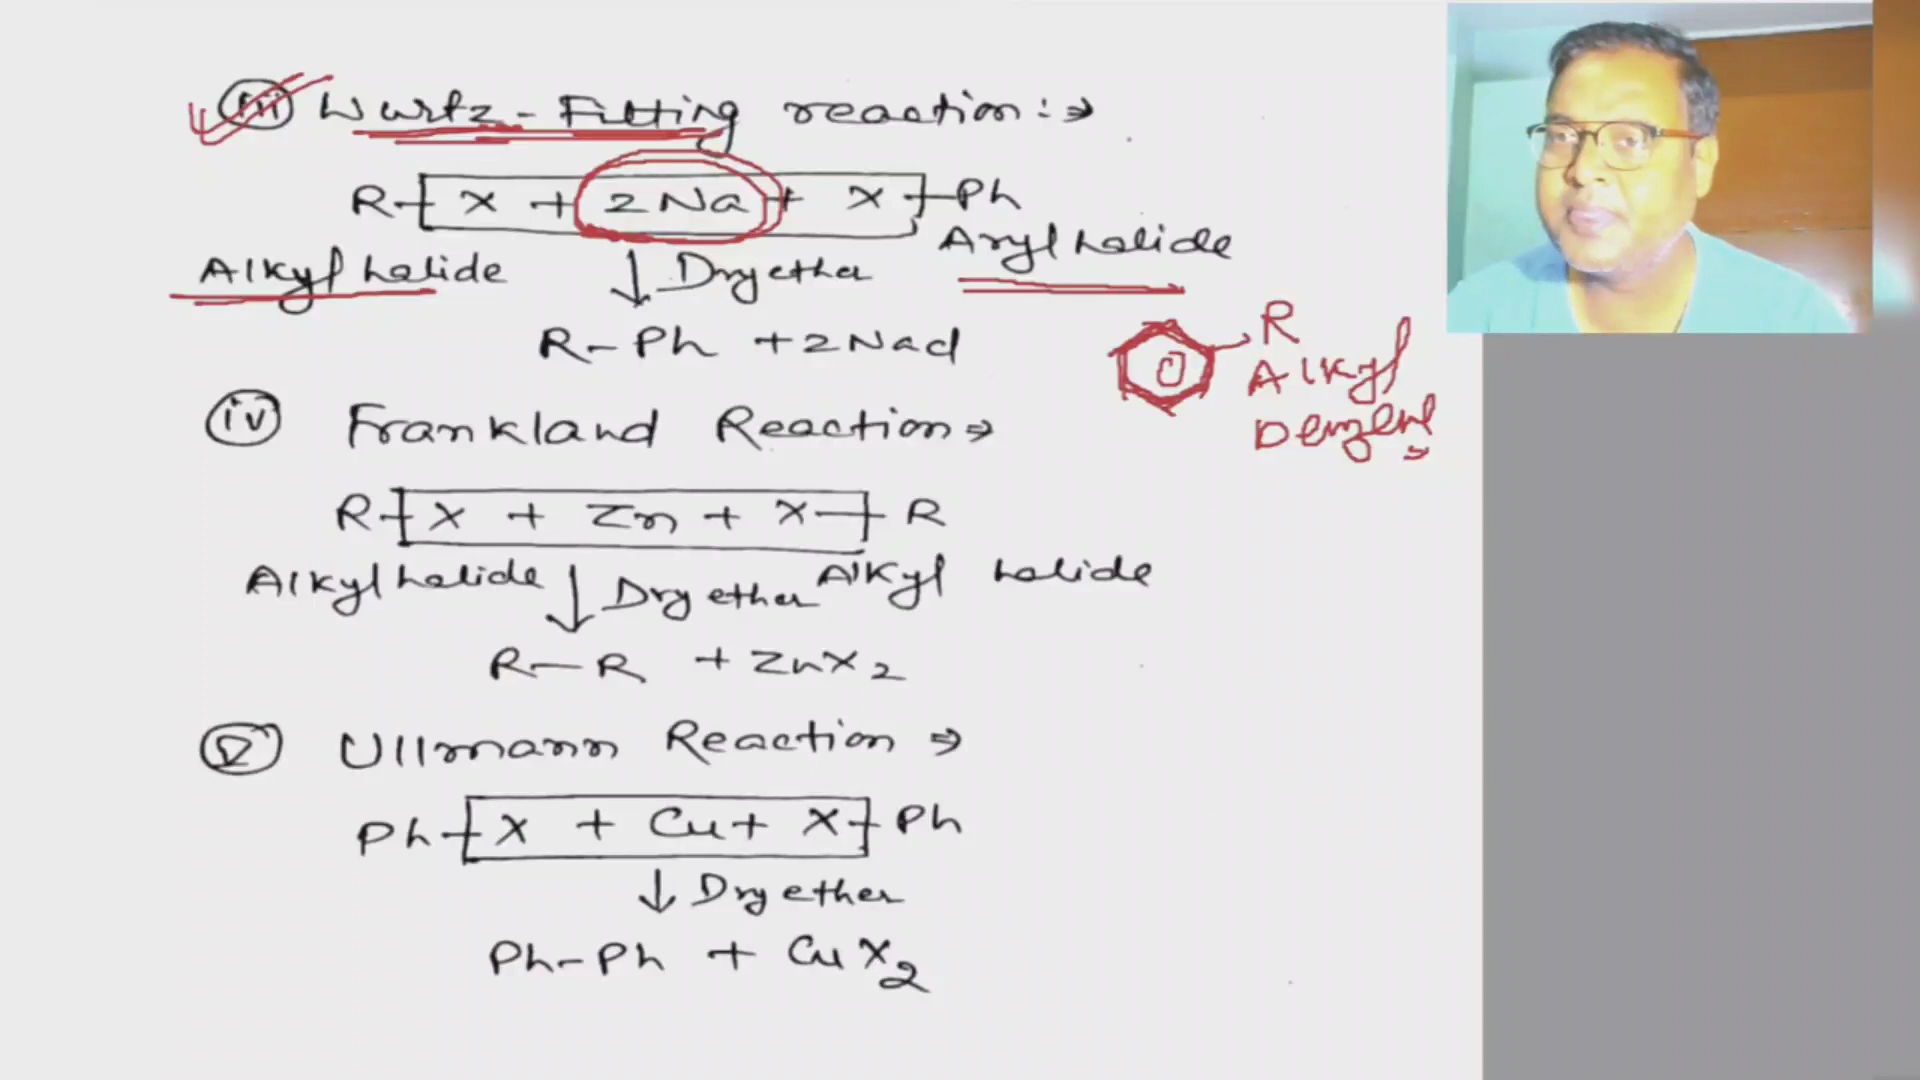 (iii) Wurtz-Fitting reaction:→
R-X + 2Na + X-Ph
Alkyl halide ↓ Dry ether Aryl halide
R-Ph + 2NaCl
R
Alkyl
Benzene
(iv) Frankland Reaction→
R-X + Zn + X-R
Alkyl halide ↓ Dry ether Alkyl halide
R-R + ZnX2
(V) Ullmann Reaction→
Ph-X + Cu + X-Ph
↓ Dry ether
Ph-Ph + CuX2